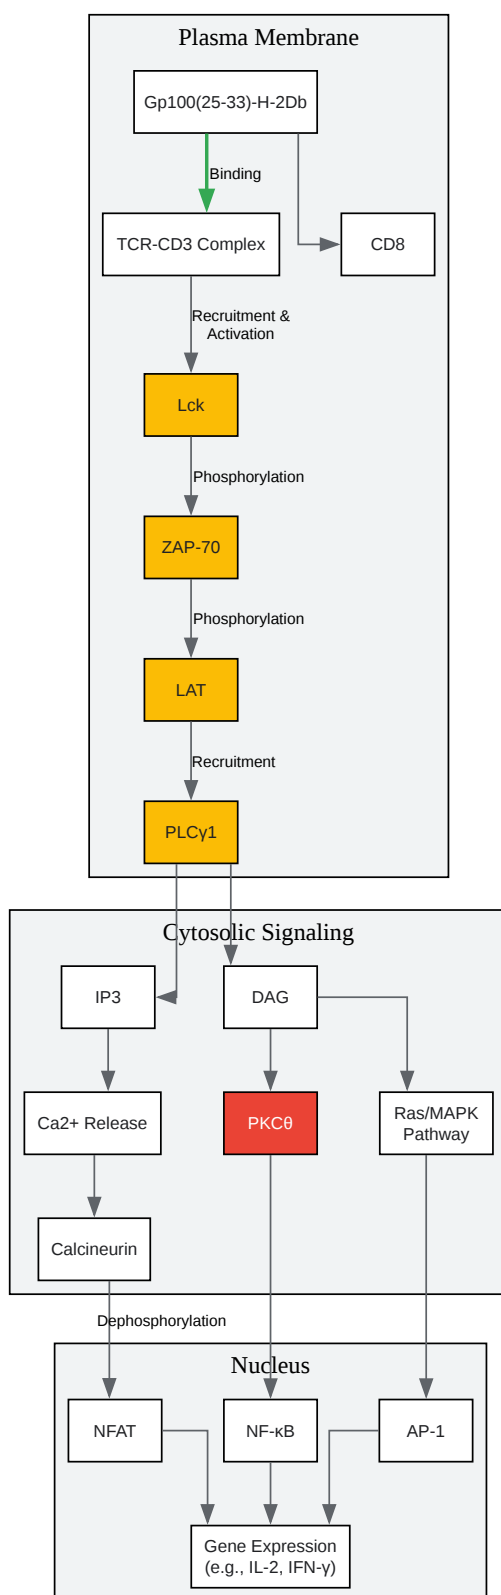 Plasma Membrane
Gp100(25-33)-H-2Db
Binding
TCR-CD3 Complex
CD8
Recruitment &
Activation
Lck
Phosphorylation
ZAP-70
Phosphorylation
LAT
Recruitment
PLCγ1
Cytosolic Signaling
IP3
DAG
Ca2+ Release
PKCθ
Ras/MAPK
Pathway
Calcineurin
Dephosphorylation
Nucleus
NFAT
NF-κB
AP-1
Gene Expression
(e.g., IL-2, IFN-γ)